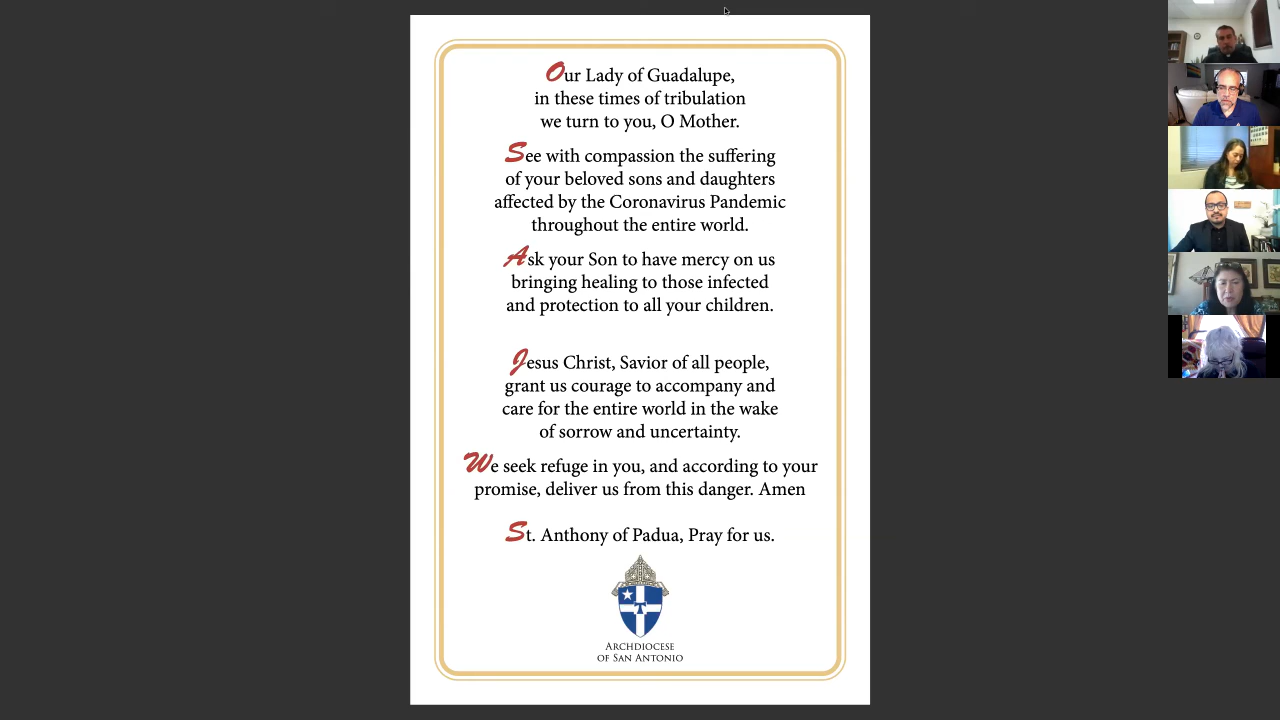 Our Lady of Guadalupe,
in these times of tribulation
we turn to you, O Mother.
See with compassion the suffering
of your beloved sons and daughters
affected by the Coronavirus Pandemic
throughout the entire world.
Ask your Son to have mercy on us
bringing healing to those infected
and protection to all your children.
Jesus Christ, Savior of all people,
grant us courage to accompany and
care for the entire world in the wake
of sorrow and uncertainty.
We seek refuge in you, and according to your
promise, deliver us from this danger. Amen
St. Anthony of Padua, Pray for us.
ARCHDIOCESE
OF SAN ANTONIO